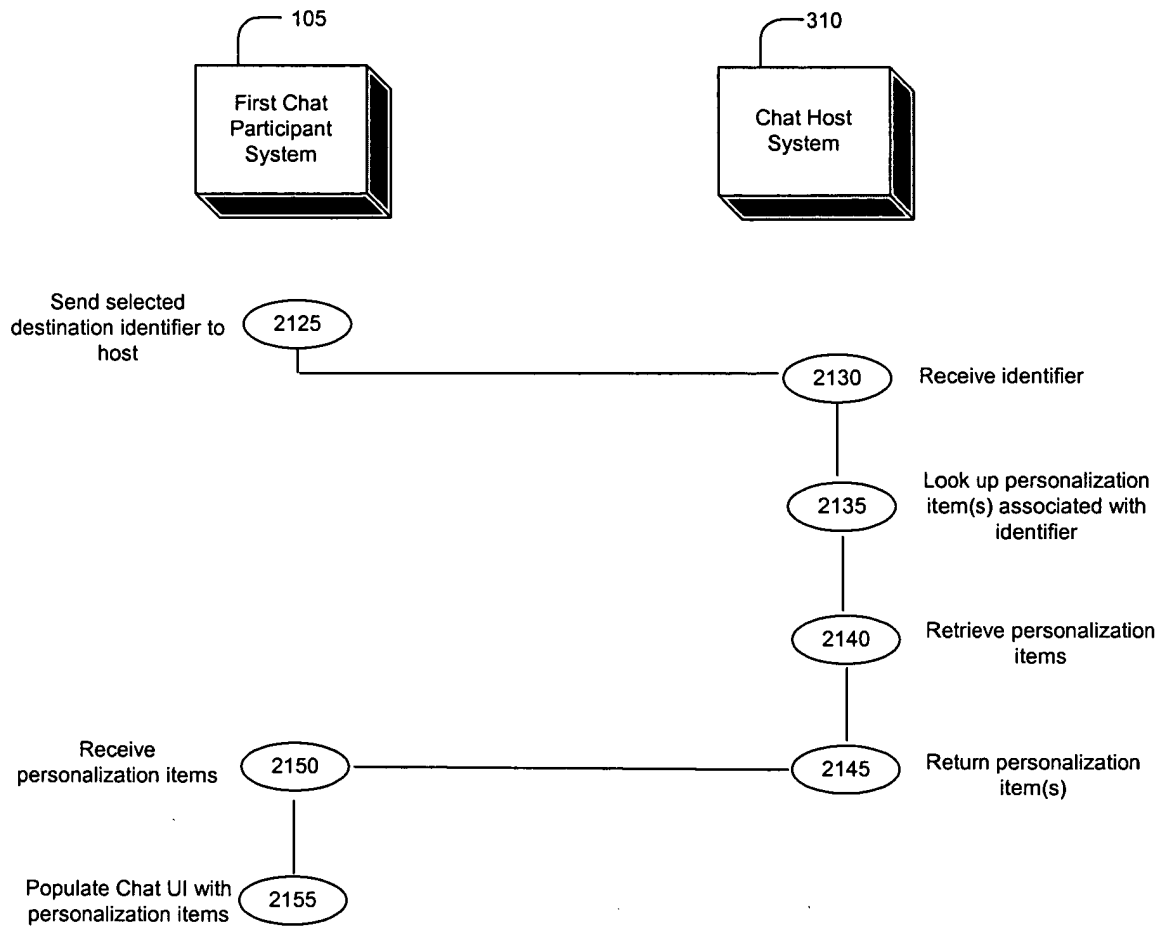 105
310
First Chat
Participant
System
Chat Host
System
Send selected
destination identifier to
host
2125
2130
Receive identifier
2135
Look up personalization
item(s) associated with
identifier
2140
Retrieve personalization
items
Receive
personalization items
2150
2145
Return personalization
item(s)
Populate Chat UI with
personalization items
2155